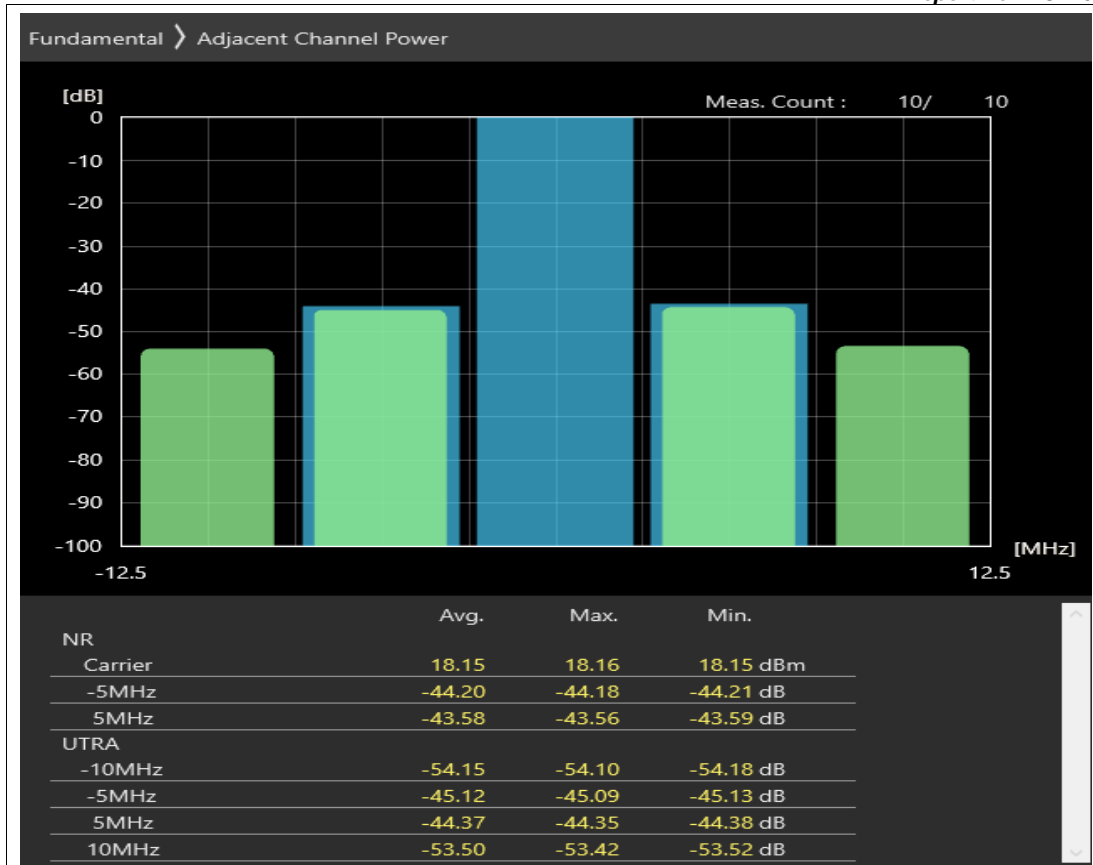 Fundamental ❯ Adjacent Channel Power
[dB]
Meas. Count : 10/ 10
0
-10
-20
-30
-40
-50
-60
-70
-80
-90
-100
[MHz]
-12.5 12.5
Avg. Max. Min.
NR
Carrier 18.15 18.16 18.15 dBm
-5MHz -44.20 -44.18 -44.21 dB
5MHz -43.58 -43.56 -43.59 dB
UTRA
-10MHz -54.15 -54.10 -54.18 dB
-5MHz -45.12 -45.09 -45.13 dB
5MHz -44.37 -44.35 -44.38 dB
10MHz -53.50 -53.42 -53.52 dB